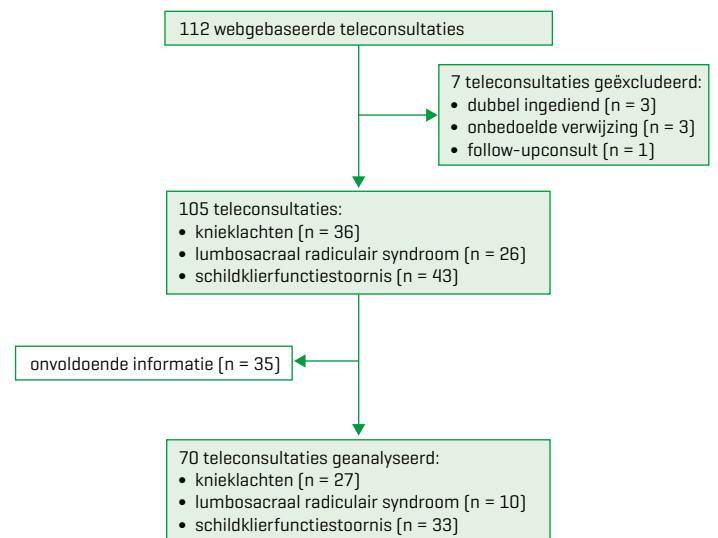 112 webgebaseerde teleconsultaties
7 teleconsultaties geëxcludeerd:
• dubbel ingediend (n = 3)
• onbedoelde verwijzing (n = 3)
• follow-upconsult (n = 1)
105 teleconsultaties:
• knieklachten (n = 36)
• lumbosacraal radiculair syndroom (n = 26)
• schildklierfunctiestoornis (n = 43)
onvoldoende informatie (n = 35)
70 teleconsultaties geanalyseerd:
• knieklachten (n = 27)
• lumbosacraal radiculair syndroom (n = 10)
• schildklierfunctiestoornis (n = 33)